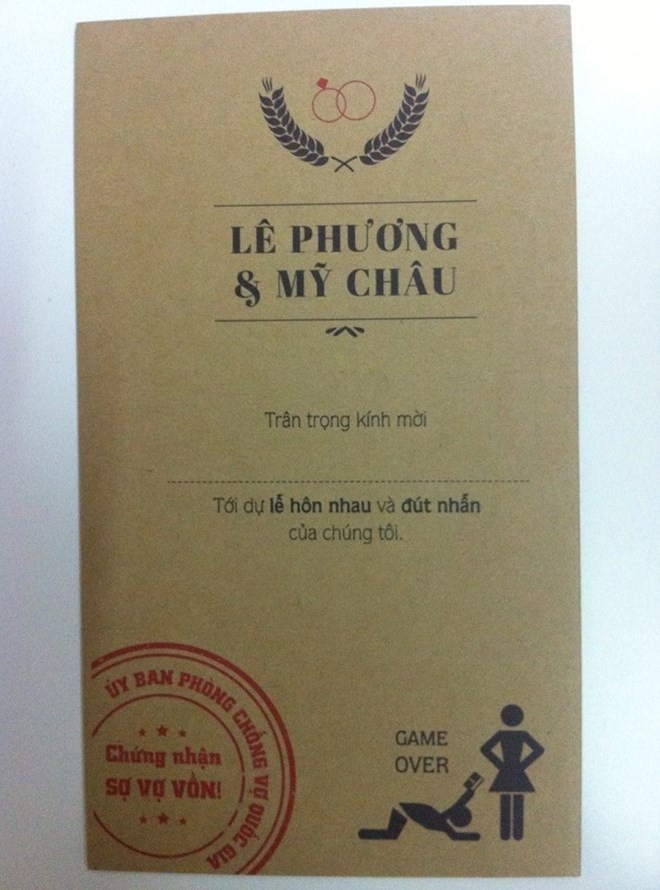 LÊ PHƯƠNG
& MỸ CHÂU
Trân trọng kính mời
Tới dự lễ hôn nhau và đút nhẫn
của chúng tôi.
ỦY BAN PHÒNG CHỐNG VỢ QUỐC GIA
Chứng nhận
SỢ VỢ VỒN!
GAME
OVER